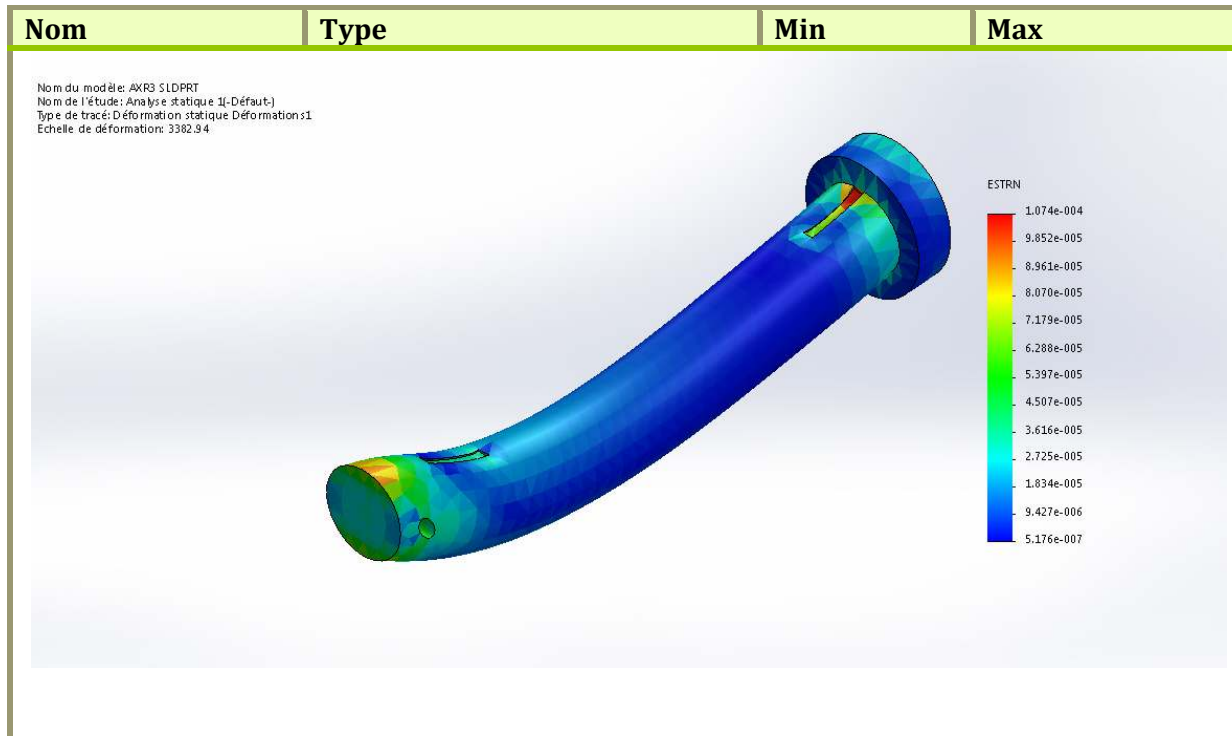 Nom Type Min Max
Nom du modèle: AXR3 SLDPRT
Nom de l'étude: Analyse statique 1(-Défaut-)
Type de tracé: Déformation statique Déformations1
Echelle de déformation: 3382.94
ESTRN
1.074e-004
9.852e-005
8.961e-005
8.070e-005
7.179e-005
6.288e-005
5.397e-005
4.507e-005
3.616e-005
2.725e-005
1.834e-005
9.427e-006
5.176e-007